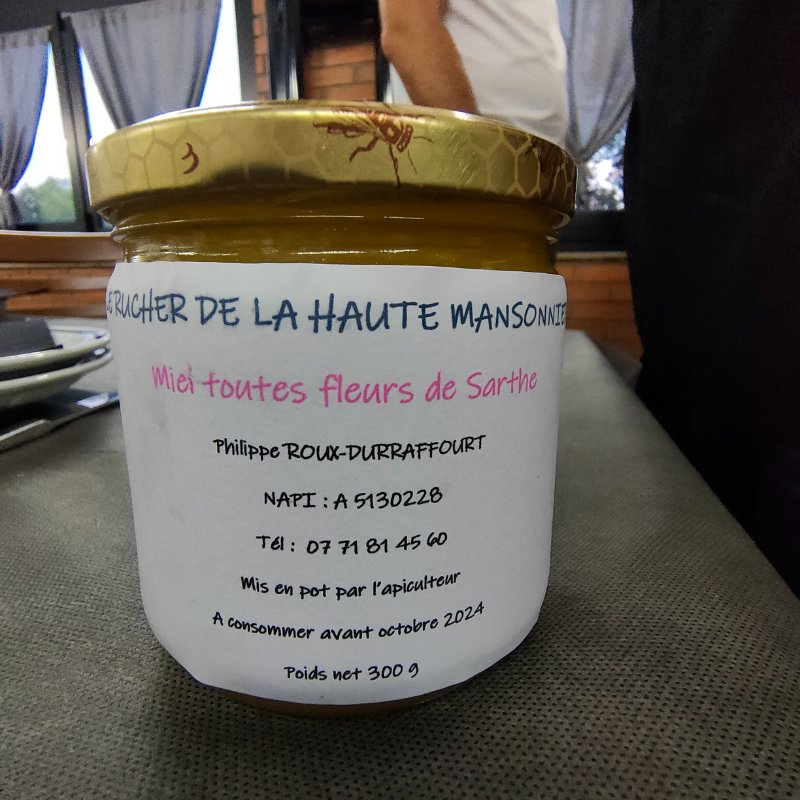 LE RUCHER DE LA HAUTE MANSONNIE
Miel toutes fleurs de Sarthe
Philippe ROUX-DURRAFFOURT
NAPI : A 5130228
Tél : 07 71 81 45 60
Mis en pot par l'apiculteur
A consommer avant octobre 2024
Poids net 300 g